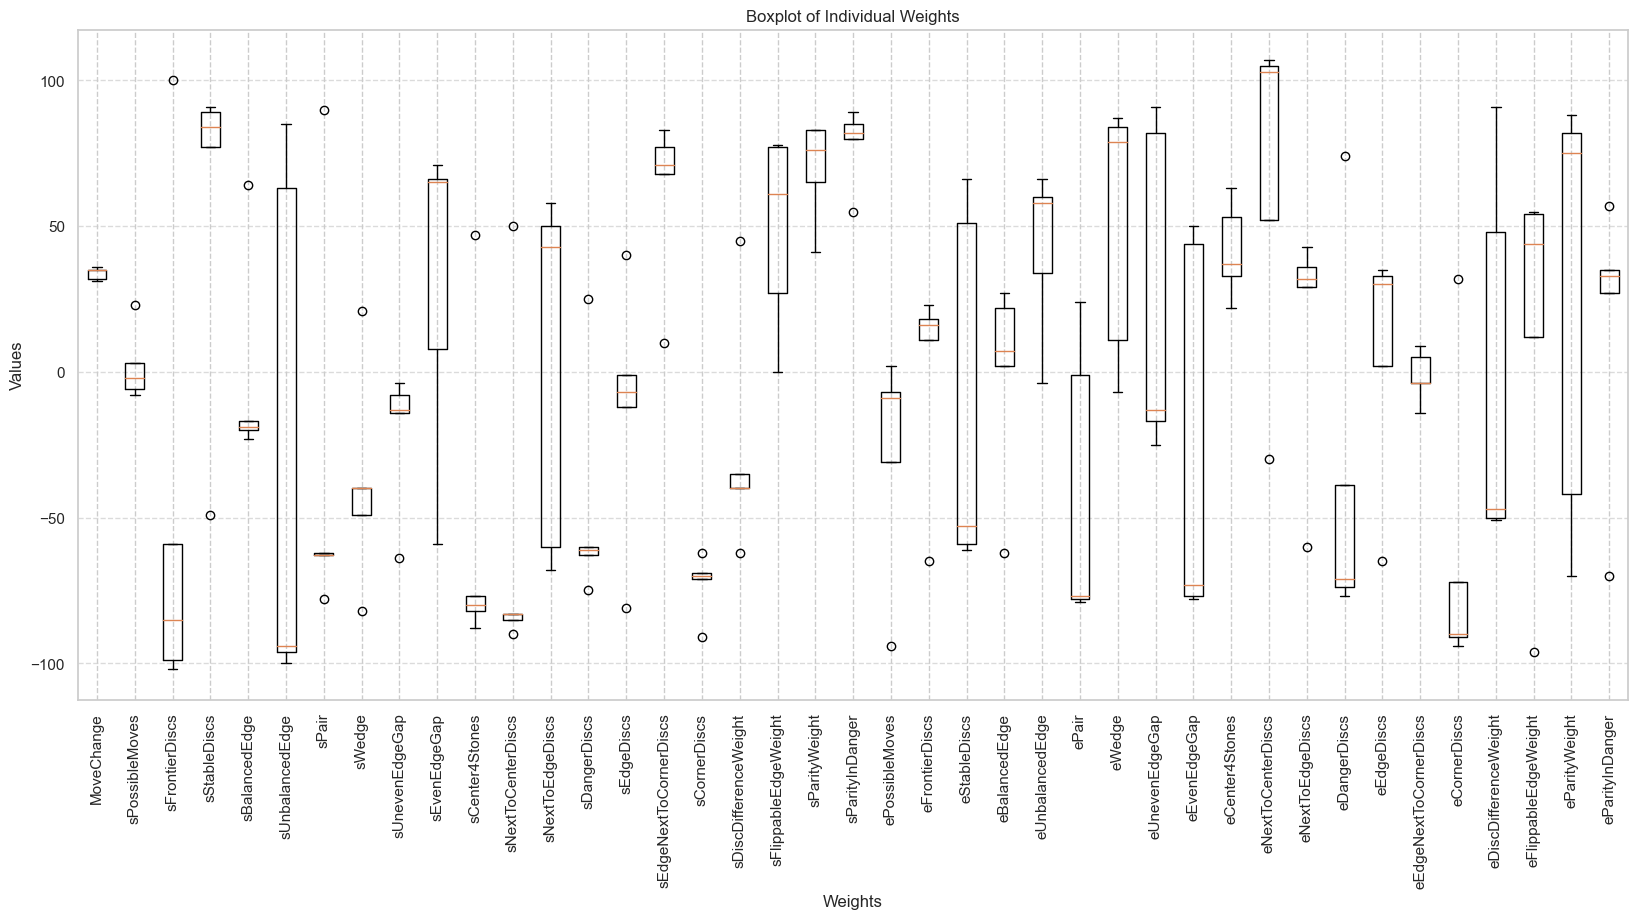 Boxplot of Individual Weights
Values
100
50
0
−50
−100
MoveChange
sPossibleMoves
sFrontierDiscs
sStableDiscs
sBalancedEdge
sUnbalancedEdge
sPair
sWedge
sUnevenEdgeGap
sEvenEdgeGap
sCenter4Stones
sNextToCenterDiscs
sNextToEdgeDiscs
sDangerDiscs
sEdgeDiscs
sEdgeNextToCornerDiscs
sCornerDiscs
sDiscDifferenceWeight
sFlippableEdgeWeight
sParityWeight
sParityInDanger
ePossibleMoves
eFrontierDiscs
eStableDiscs
eBalancedEdge
eUnbalancedEdge
ePair
eWedge
eUnevenEdgeGap
eEvenEdgeGap
eCenter4Stones
eNextToCenterDiscs
eNextToEdgeDiscs
eDangerDiscs
eEdgeDiscs
eEdgeNextToCornerDiscs
eCornerDiscs
eDiscDifferenceWeight
eFlippableEdgeWeight
eParityWeight
eParityInDanger
Weights